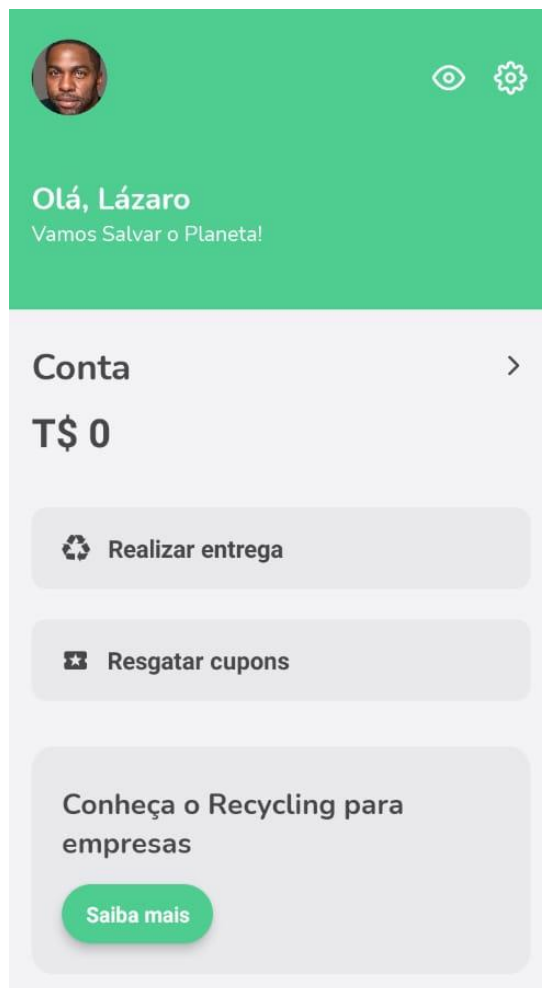 Olá, Lázaro
Vamos Salvar o Planeta!
Conta
T$ 0
Realizar entrega
Resgatar cupons
Conheça o Recycling para
empresas
Saiba mais